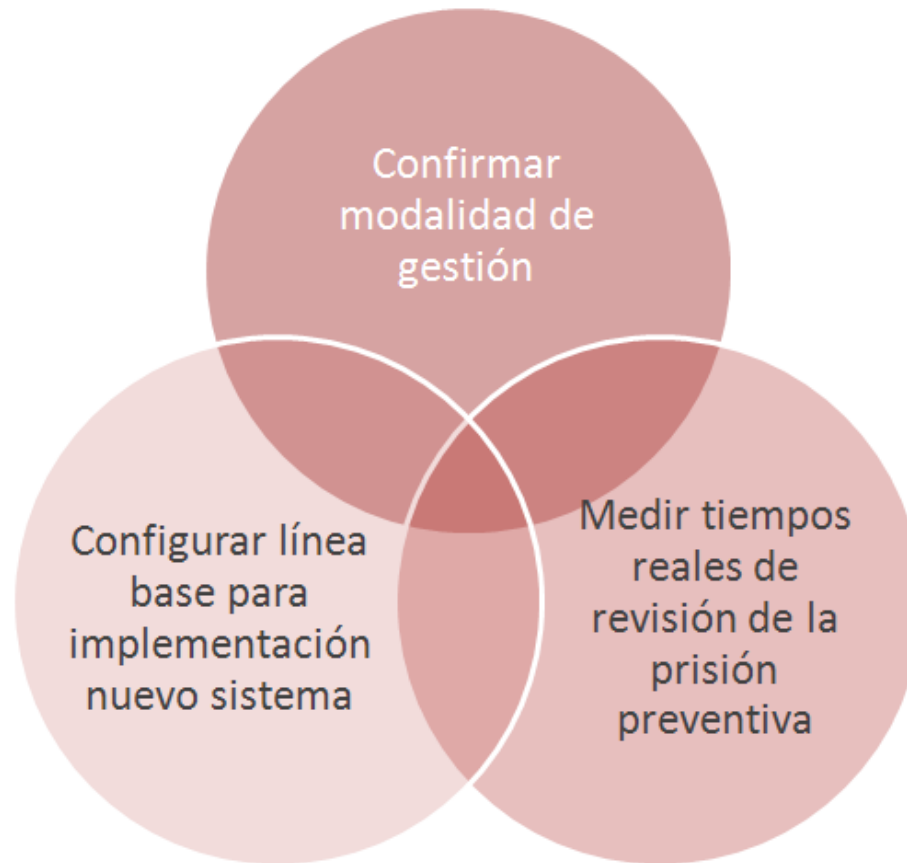 Confirmar
modalidad de
gestión
Configurar línea
base para
implementación
nuevo sistema
Medir tiempos
reales de
revisión de la
prisión
preventiva